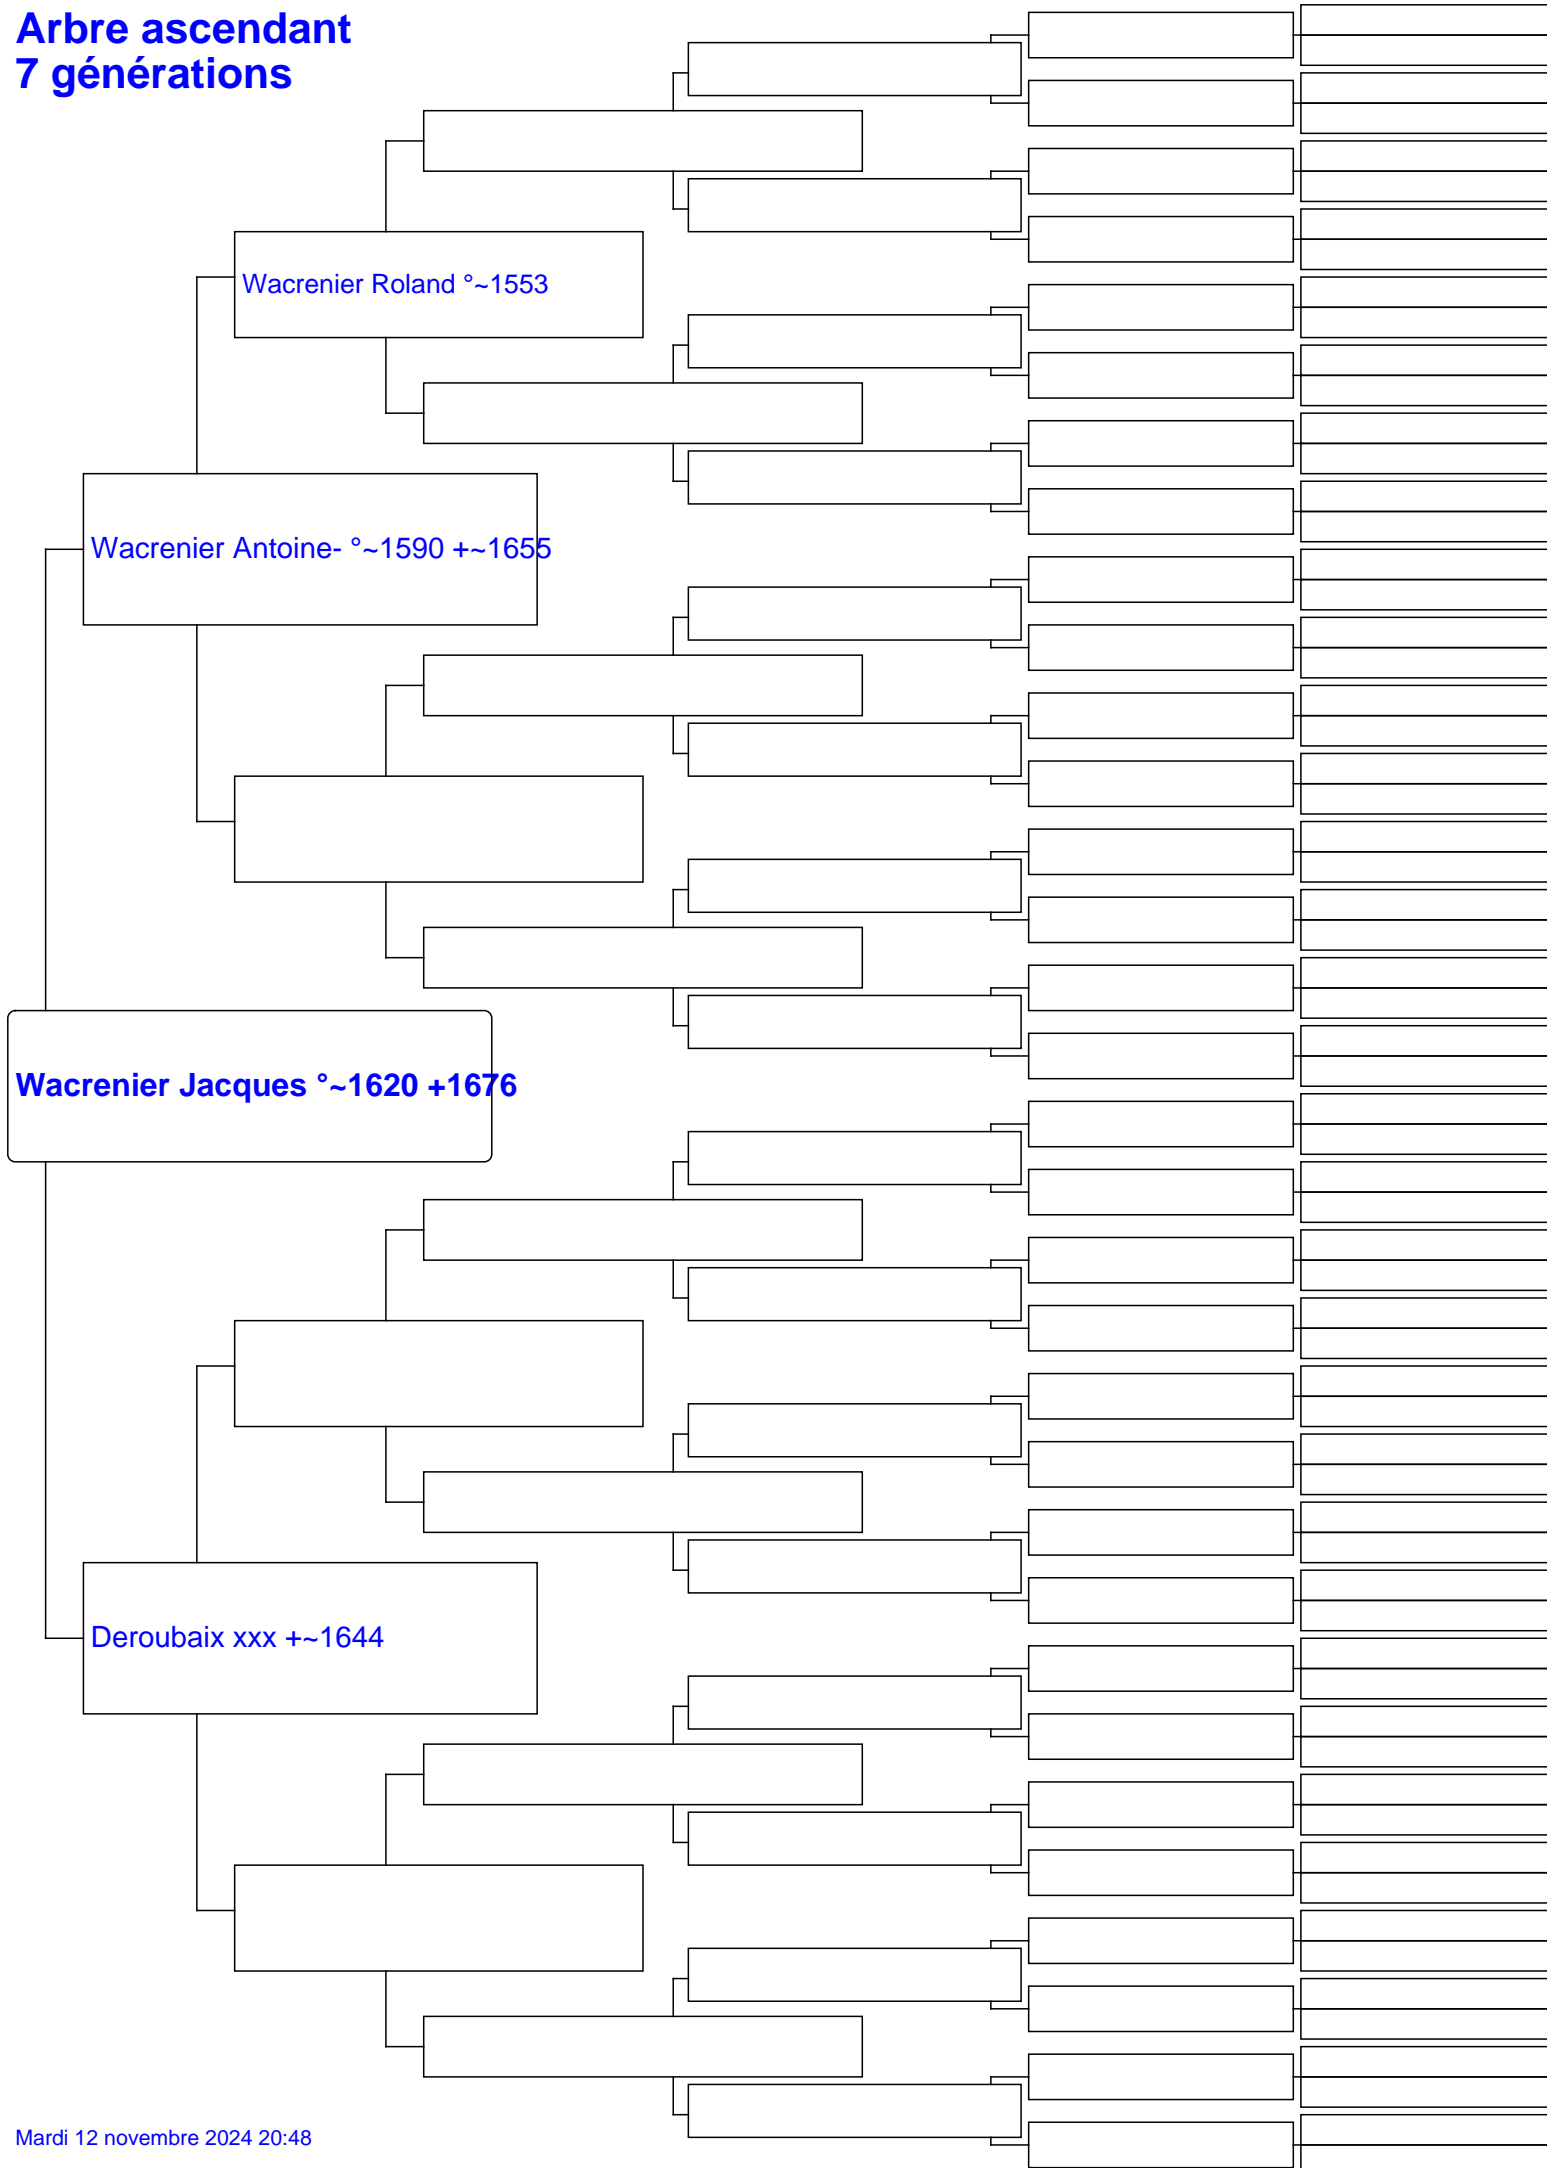 Arbre ascendant
7 générations
Wacrenier Roland °~1553
Wacrenier Antoine- °~1590 +~1655
Wacrenier Jacques °~1620 +1676
Deroubaix xxx +~1644
Mardi 12 novembre 2024 20:48